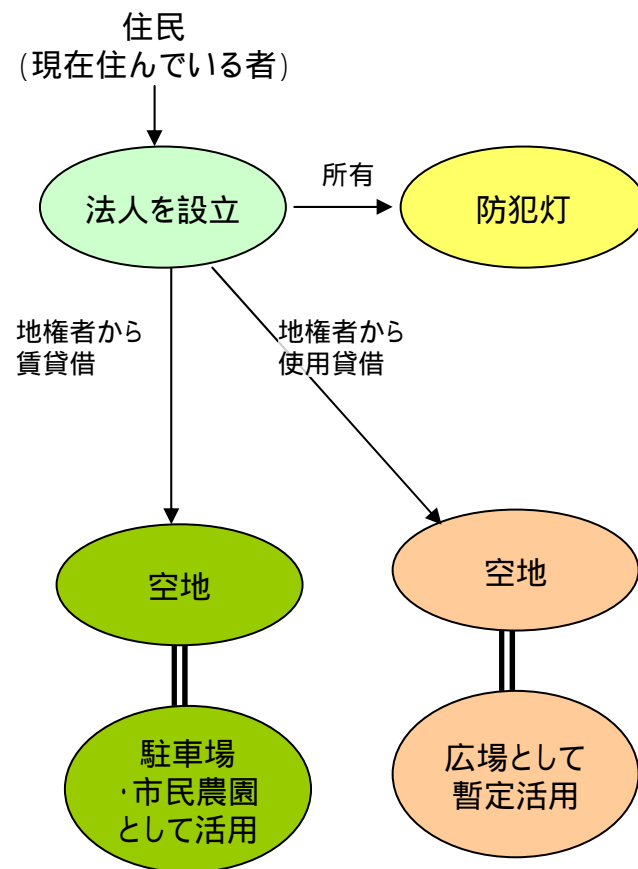 住民
(現在住んでいる者)
法人を設立
所有
防犯灯
地権者から
賃貸借
地権者から
使用貸借
空地
空地
駐車場
・市民農園
として活用
広場として
暫定活用